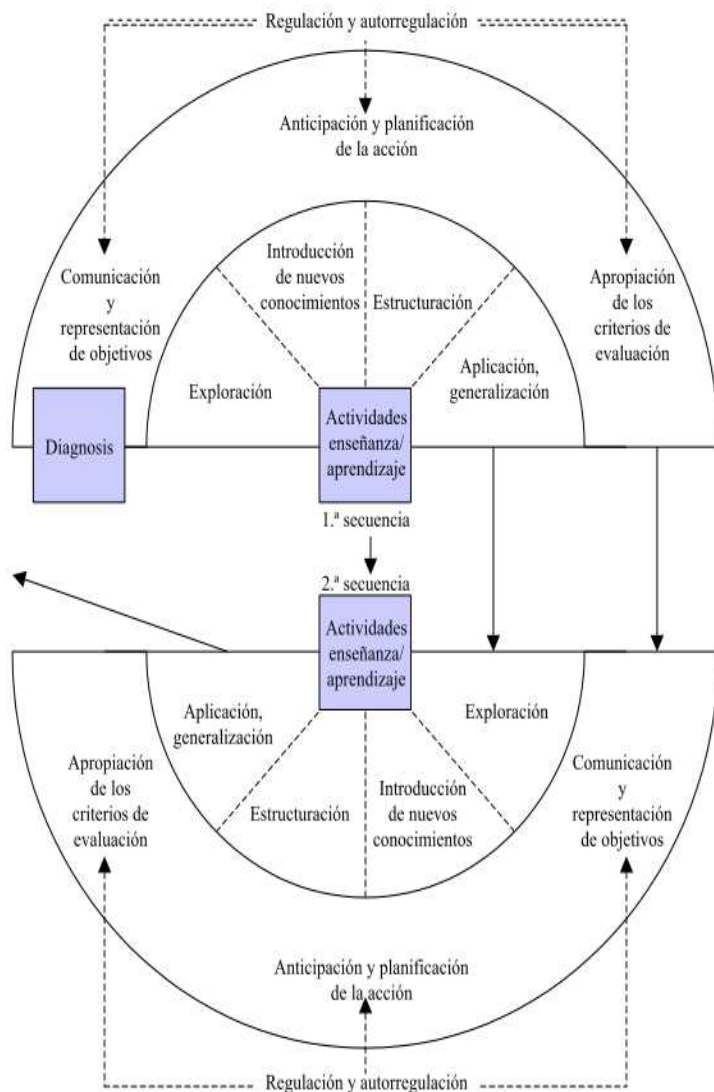 Regulación y autorregulación
Anticipación y planificación
de la acción
Comunicación
y
representación
de objetivos
Introducción
de nuevos
conocimientos
Estructuración
Apropiación
de los
criterios de
evaluación
Exploración
Aplicación,
generalización
Diagnosis
Actividades
enseñanza/
aprendizaje
1.ª secuencia
2.ª secuencia
Actividades
enseñanza/
aprendizaje
Aplicación,
generalización
Exploración
Apropiación
de los
criterios de
evaluación
Estructuración
Introducción
de nuevos
conocimientos
Comunicación
y
representación
de objetivos
Anticipación y planificación
de la acción
Regulación y autorregulación